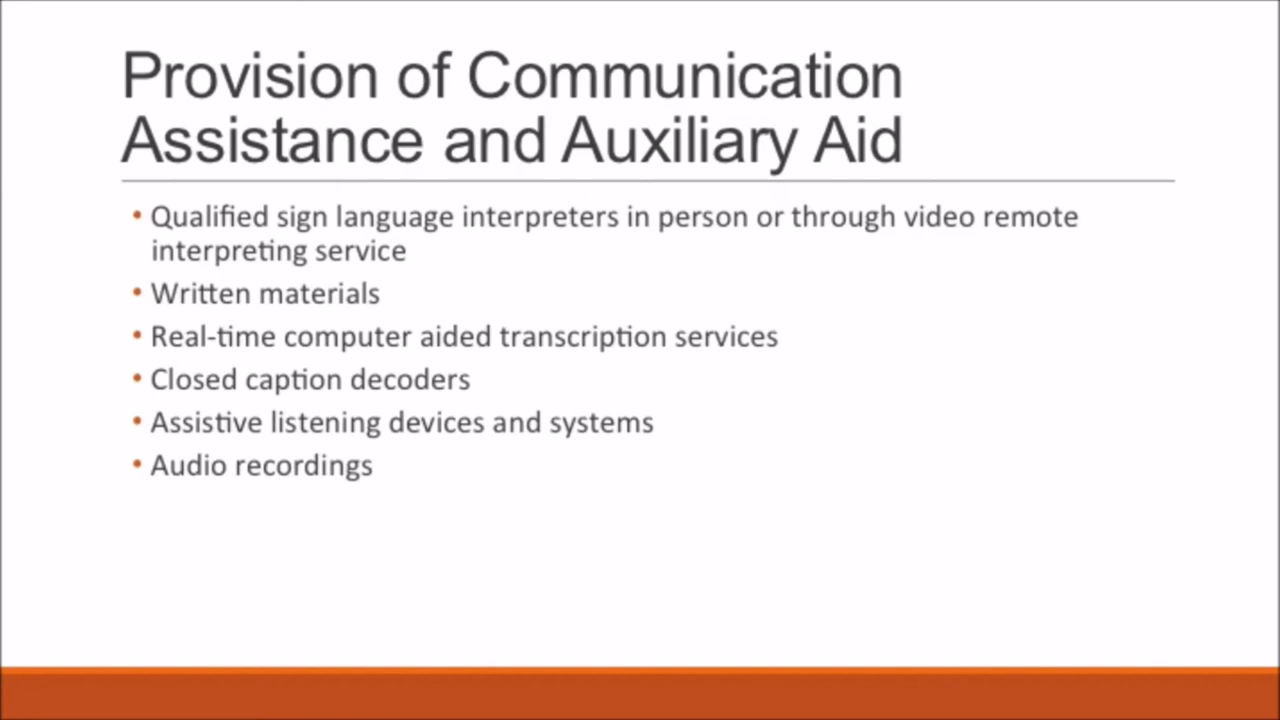 Provision of Communication
Assistance and Auxiliary Aid
• Qualified sign language interpreters in person or through video remote
interpreting service
• Written materials
• Real-time computer aided transcription services
• Closed caption decoders
• Assistive listening devices and systems
• Audio recordings